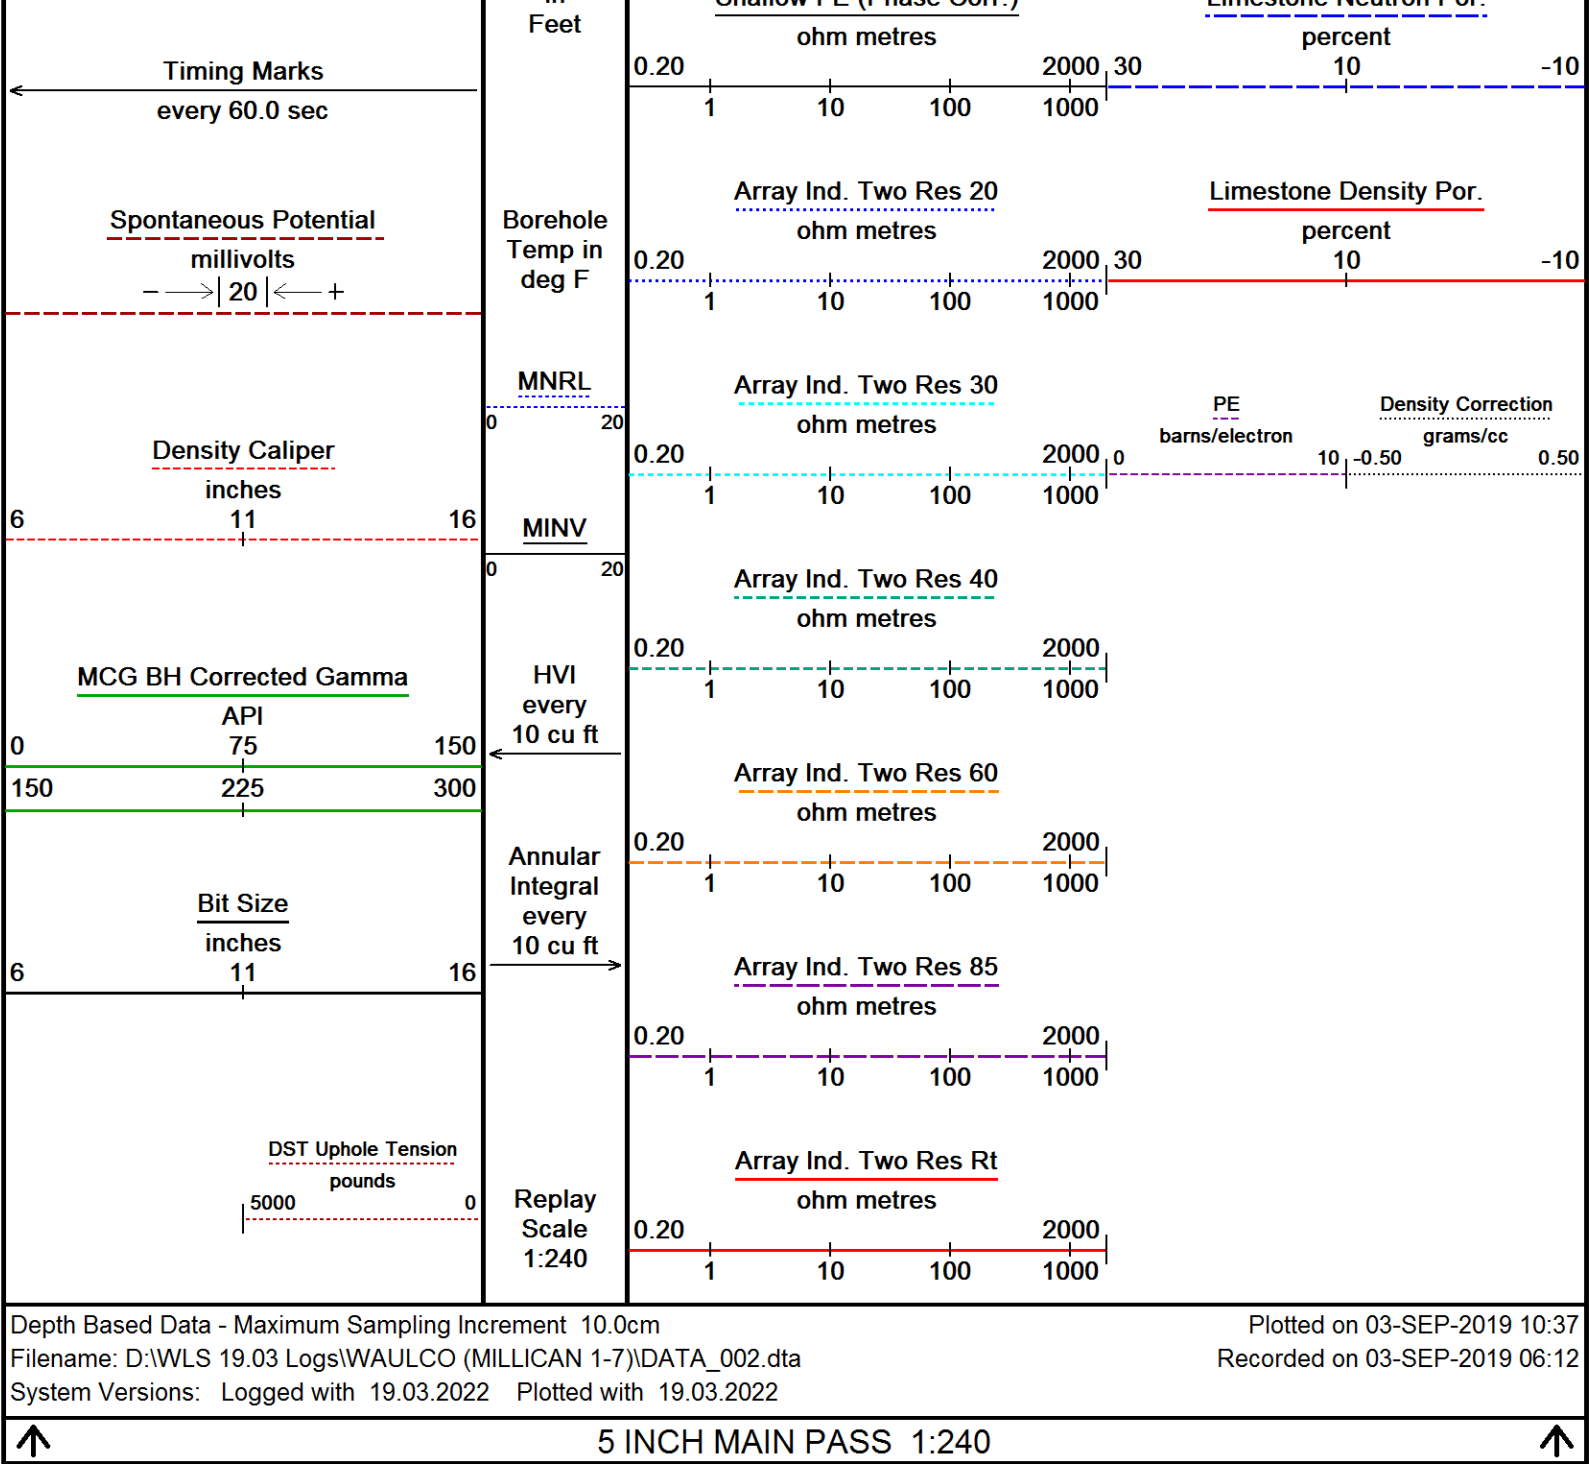 in
Feet
Timing Marks
every 60.0 sec
Spontaneous Potential
millivolts
− 20 +
Density Caliper
inches
6 11 16
MCG BH Corrected Gamma
API
0 75 150
150 225 300
Bit Size
inches
6 11 16
DST Uphole Tension
pounds
5000 0
Borehole
Temp in
deg F
MNRL
0 20
MINV
0 20
HVI
every
10 cu ft
Annular
Integral
every
10 cu ft
Replay
Scale
1:240
Shallow FE (Phase Corr.)
ohm metres
0.20 2000
1 10 100 1000
Array Ind. Two Res 20
ohm metres
0.20 2000
1 10 100 1000
Array Ind. Two Res 30
ohm metres
0.20 2000
1 10 100 1000
Array Ind. Two Res 40
ohm metres
0.20 2000
1 10 100 1000
Array Ind. Two Res 60
ohm metres
0.20 2000
1 10 100 1000
Array Ind. Two Res 85
ohm metres
0.20 2000
1 10 100 1000
Array Ind. Two Res Rt
ohm metres
0.20 2000
1 10 100 1000
Limestone Neutron Por.
percent
30 10 -10
Limestone Density Por.
percent
30 10 -10
PE
barns/electron
0 10
Density Correction
grams/cc
-0.50 0.50
Depth Based Data - Maximum Sampling Increment 10.0cm
Plotted on 03-SEP-2019 10:37
Filename: D:\WLS 19.03 Logs\WAULCO (MILLICAN 1-7)\DATA_002.dta
Recorded on 03-SEP-2019 06:12
System Versions: Logged with 19.03.2022 Plotted with 19.03.2022
5 INCH MAIN PASS 1:240